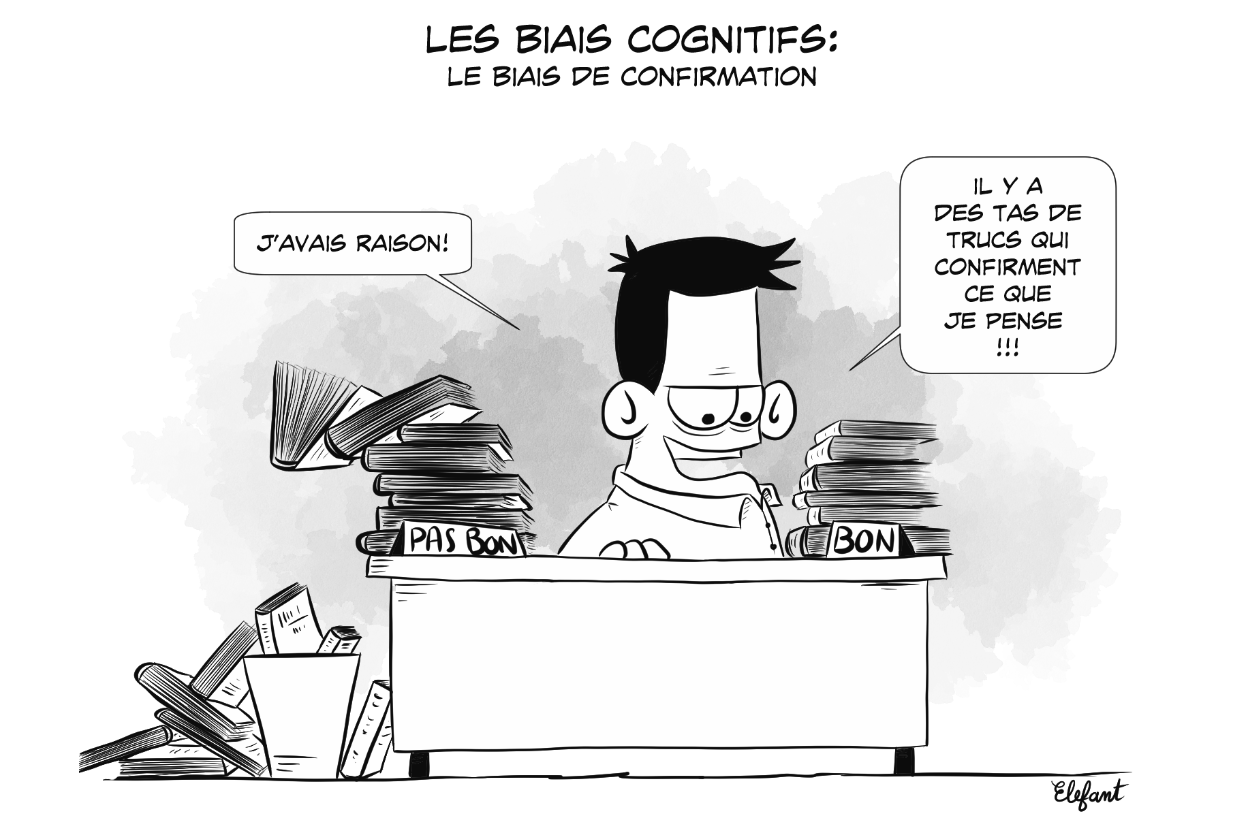 LES BIAIS COGNITIFS:
LE BIAIS DE CONFIRMATION
J'AVAIS RAISON!
IL Y A
DES TAS DE
TRUCS QUI
CONFIRMENT
CE QUE
JE PENSE
!!!
PAS BON
BON
Elefant